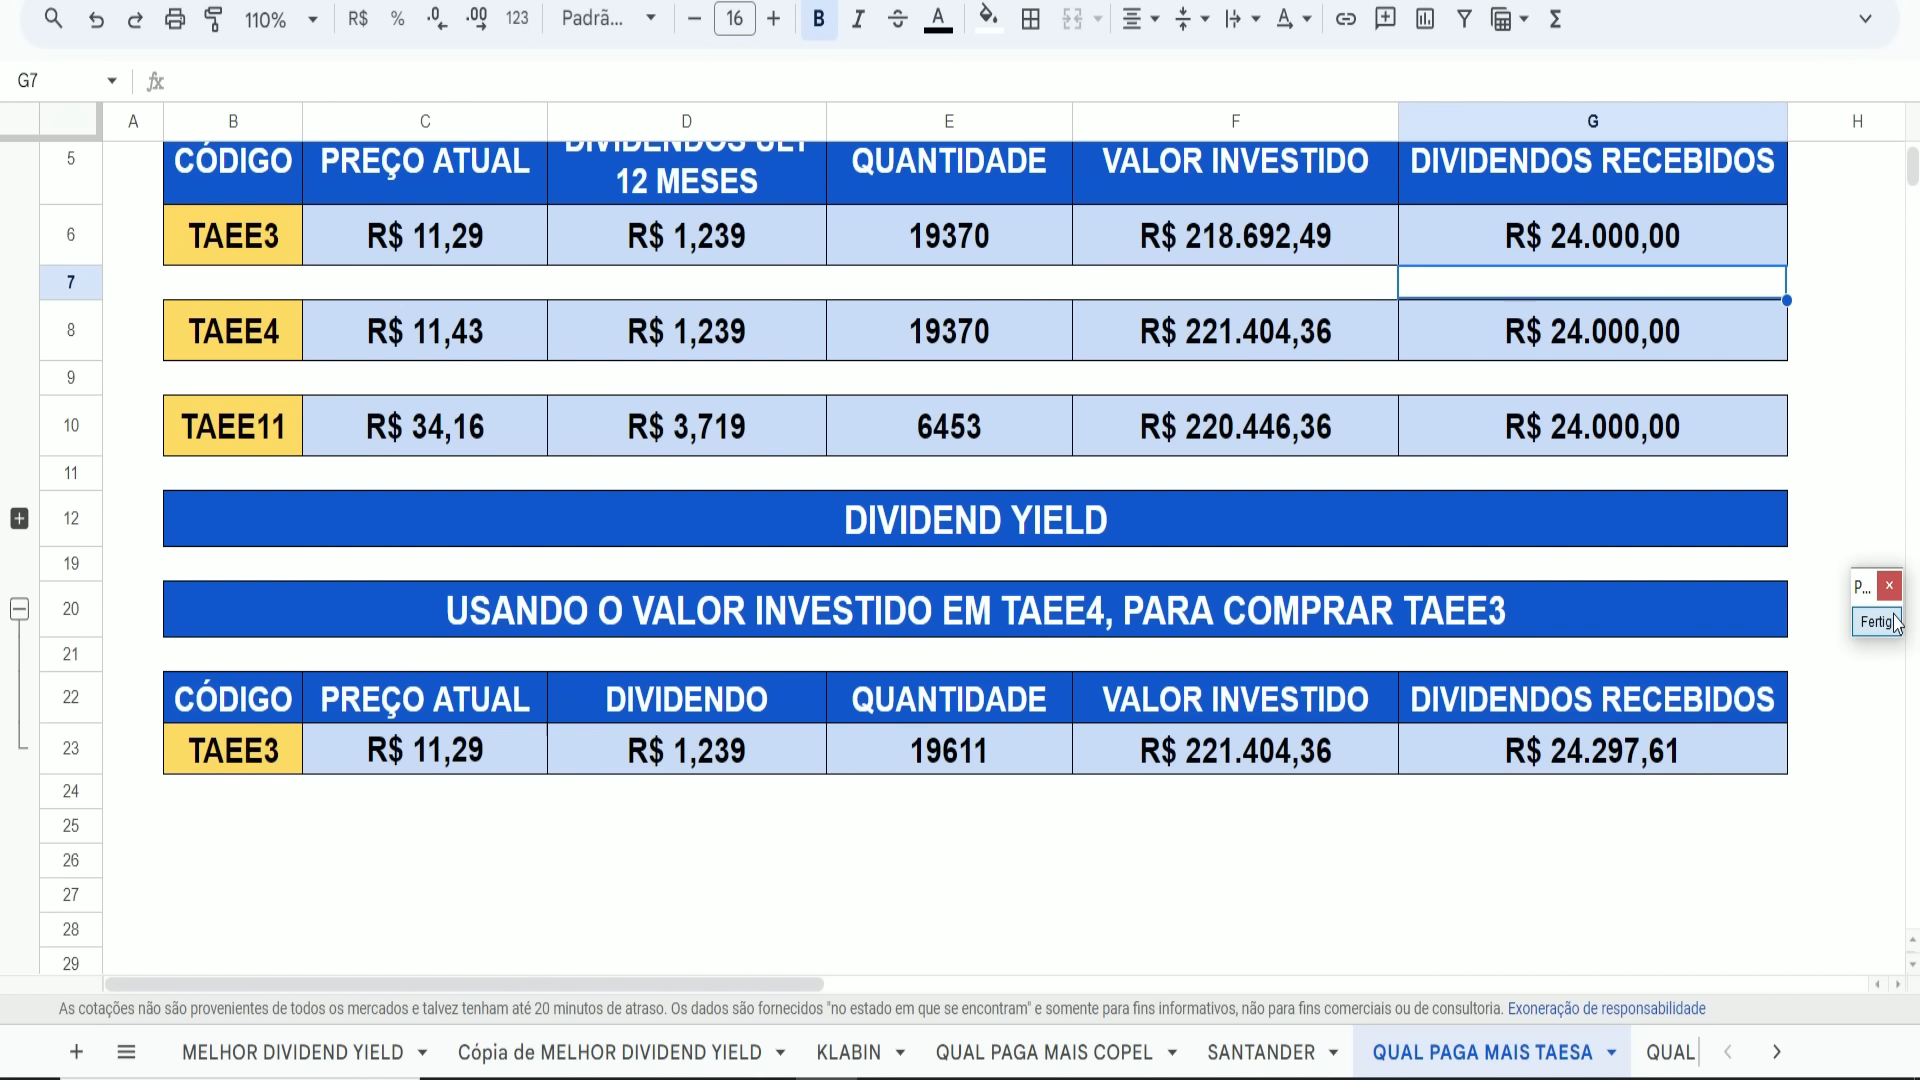 110% R$ % .0 .00 123 Padrã... 16 B I A
G7 fx
A B C D E F G H
5 CÓDIGO PREÇO ATUAL DIVIDENDOS ULT 12 MESES QUANTIDADE VALOR INVESTIDO DIVIDENDOS RECEBIDOS
6 TAEE3 R$ 11,29 R$ 1,239 19370 R$ 218.692,49 R$ 24.000,00
7
8 TAEE4 R$ 11,43 R$ 1,239 19370 R$ 221.404,36 R$ 24.000,00
9
10 TAEE11 R$ 34,16 R$ 3,719 6453 R$ 220.446,36 R$ 24.000,00
11
12 DIVIDEND YIELD
19
20 USANDO O VALOR INVESTIDO EM TAEE4, PARA COMPRAR TAEE3
P...
Fertig
21
22 CÓDIGO PREÇO ATUAL DIVIDENDO QUANTIDADE VALOR INVESTIDO DIVIDENDOS RECEBIDOS
23 TAEE3 R$ 11,29 R$ 1,239 19611 R$ 221.404,36 R$ 24.297,61
24
25
26
27
28
29
As cotações não são provenientes de todos os mercados e talvez tenham até 20 minutos de atraso. Os dados são fornecidos "no estado em que se encontram" e somente para fins informativos, não para fins comerciais ou de consultoria. Exoneração de responsabilidade
MELHOR DIVIDEND YIELD Cópia de MELHOR DIVIDEND YIELD KLABIN QUAL PAGA MAIS COPEL SANTANDER QUAL PAGA MAIS TAESA QUAL